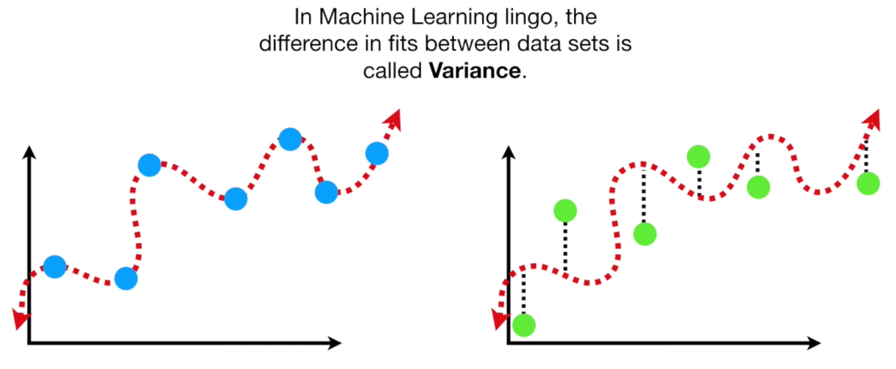 In Machine Learning lingo, the
difference in fits between data sets is
called Variance.